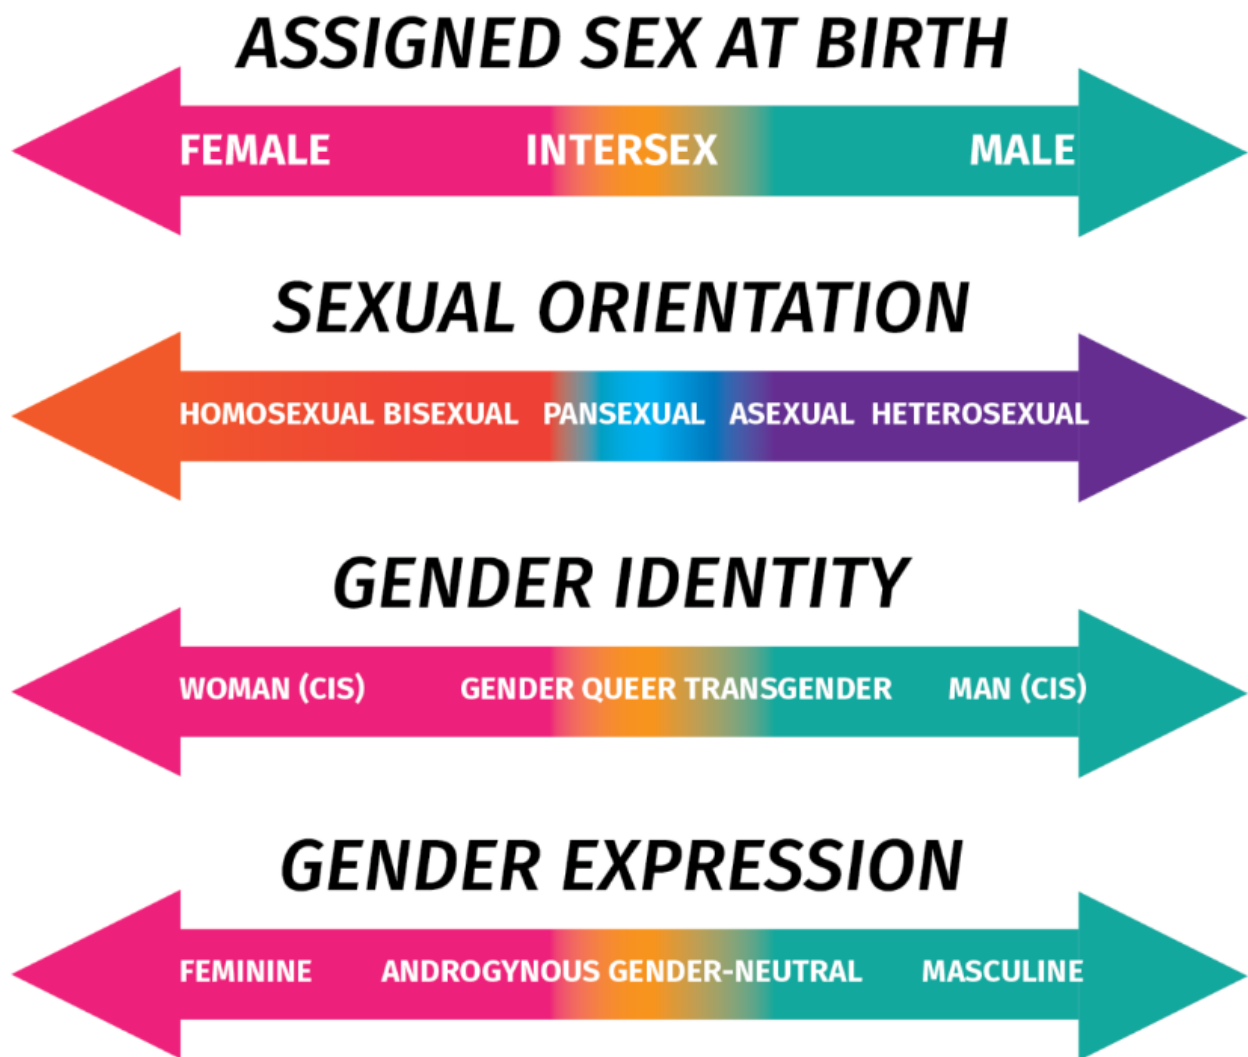 ASSIGNED SEX AT BIRTH
FEMALE INTERSEX MALE
SEXUAL ORIENTATION
HOMOSEXUAL BISEXUAL PANSEXUAL ASEXUAL HETEROSEXUAL
GENDER IDENTITY
WOMAN (CIS) GENDER QUEER TRANSGENDER MAN (CIS)
GENDER EXPRESSION
FEMININE ANDROGYNOUS GENDER-NEUTRAL MASCULINE